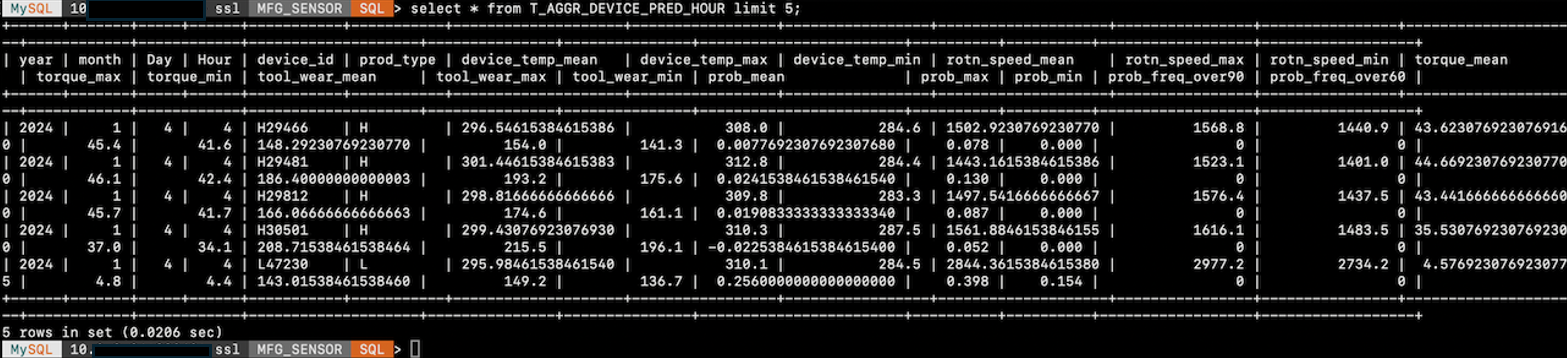 MySQL 10 ssl MFG_SENSOR SQL > select * from T_AGGR_DEVICE_PRED_HOUR limit 5;
| year | month | Day | Hour | device_id | prod_type | device_temp_mean | device_temp_max | device_temp_min | rotn_speed_mean | rotn_speed_max | rotn_speed_min | torque_mean
| torque_max | torque_min | tool_wear_mean | tool_wear_max | tool_wear_min | prob_mean | prob_max | prob_min | prob_freq_over90 | prob_freq_over60 |
| 2024 | 1 | 4 | 4 | H29466 | H | 296.54615384615386 | 308.0 | 284.6 | 1502.9230769230770 | 1568.8 | 1440.9 | 43.623076923076916
0 | 45.4 | 41.6 | 148.29230769230770 | 154.0 | 141.3 | 0.0077692307692307680 | 0.078 | 0.000 | 0 | 0 |
| 2024 | 1 | 4 | 4 | H29481 | H | 301.44615384615383 | 312.8 | 284.4 | 1443.1615384615386 | 1523.1 | 1401.0 | 44.669230769230770
0 | 46.1 | 42.4 | 186.40000000000003 | 193.2 | 175.6 | 0.0241538461538461540 | 0.130 | 0.000 | 0 | 0 |
| 2024 | 1 | 4 | 4 | H29812 | H | 298.81666666666666 | 309.8 | 283.3 | 1497.5416666666667 | 1576.4 | 1437.5 | 43.441666666666660
0 | 45.7 | 41.7 | 166.06666666666663 | 174.6 | 161.1 | 0.0190833333333333340 | 0.087 | 0.000 | 0 | 0 |
| 2024 | 1 | 4 | 4 | H30501 | H | 299.43076923076930 | 310.3 | 287.5 | 1561.8846153846155 | 1616.1 | 1483.5 | 35.530769230769230
0 | 37.0 | 34.1 | 208.71538461538464 | 215.5 | 196.1 | -0.0225384615384615400 | 0.052 | 0.000 | 0 | 0 |
| 2024 | 1 | 4 | 4 | L47230 | L | 295.98461538461540 | 310.1 | 284.5 | 2844.3615384615380 | 2977.2 | 2734.2 | 4.576923076923077
5 | 4.8 | 4.4 | 143.01538461538460 | 149.2 | 136.7 | 0.2560000000000000000 | 0.398 | 0.154 | 0 | 0 |
5 rows in set (0.0206 sec)
MySQL 10. ssl MFG_SENSOR SQL >